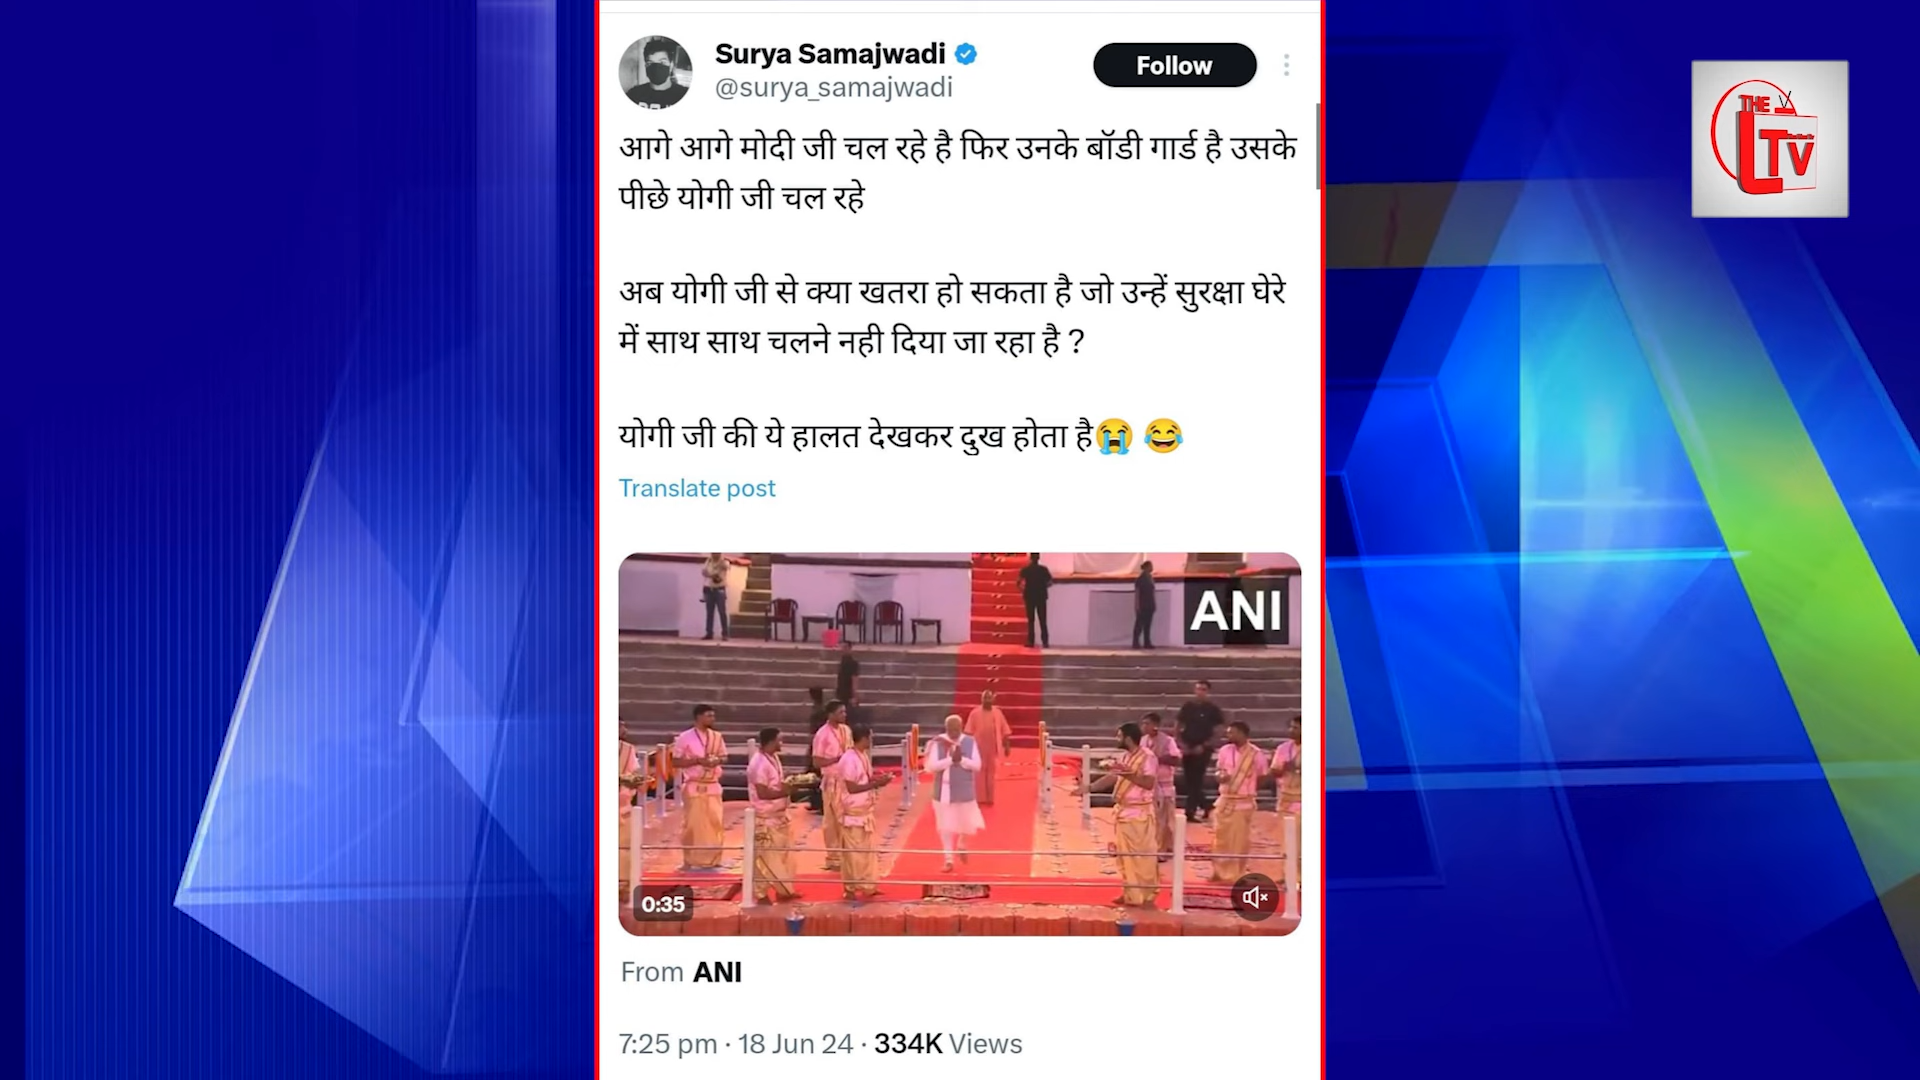 Surya Samajwadi
@surya_samajwadi
Follow
THE
LTV
आगे आगे मोदी जी चल रहे है फिर उनके बॉडी गार्ड है उसके
पीछे योगी जी चल रहे
अब योगी जी से क्या खतरा हो सकता है जो उन्हें सुरक्षा घेरे
में साथ साथ चलने नही दिया जा रहा है ?
योगी जी की ये हालत देखकर दुख होता है😭 😂
Translate post
ANI
0:35
From ANI
7:25 pm · 18 Jun 24 · 334K Views